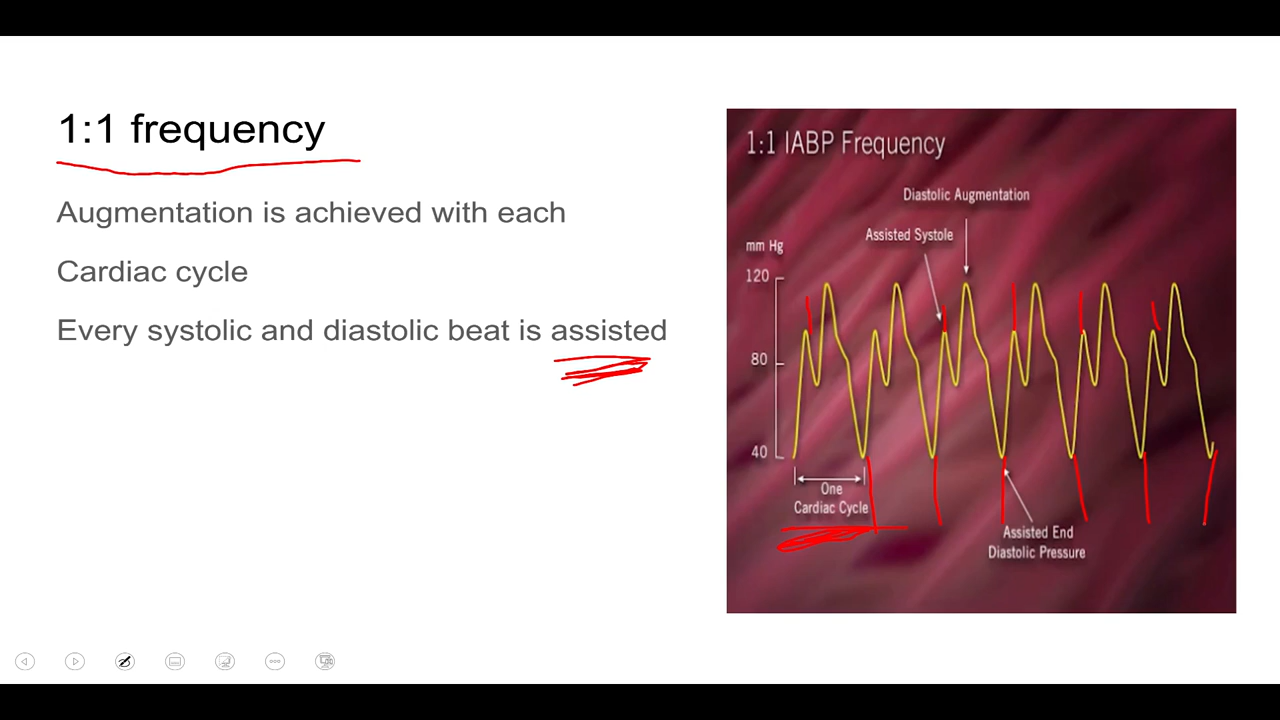 1:1 frequency
Augmentation is achieved with each
Cardiac cycle
Every systolic and diastolic beat is assisted
1:1 IABP Frequency
Diastolic Augmentation
Assisted Systole
mm Hg
120
80
40
One
Cardiac Cycle
Assisted End
Diastolic Pressure